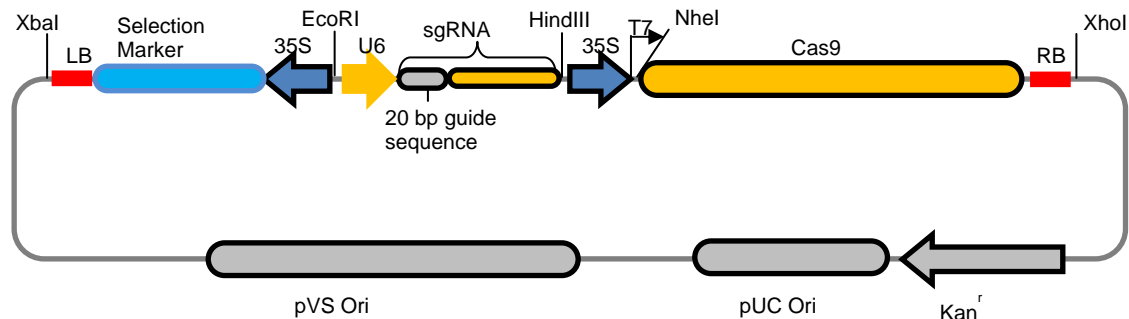 XbaI
LB
Selection
Marker
35S
EcoRI
U6
sgRNA
HindIII
35S
T7
NheI
Cas9
RB
XhoI
20 bp guide
sequence
pVS Ori
pUC Ori
Kan r